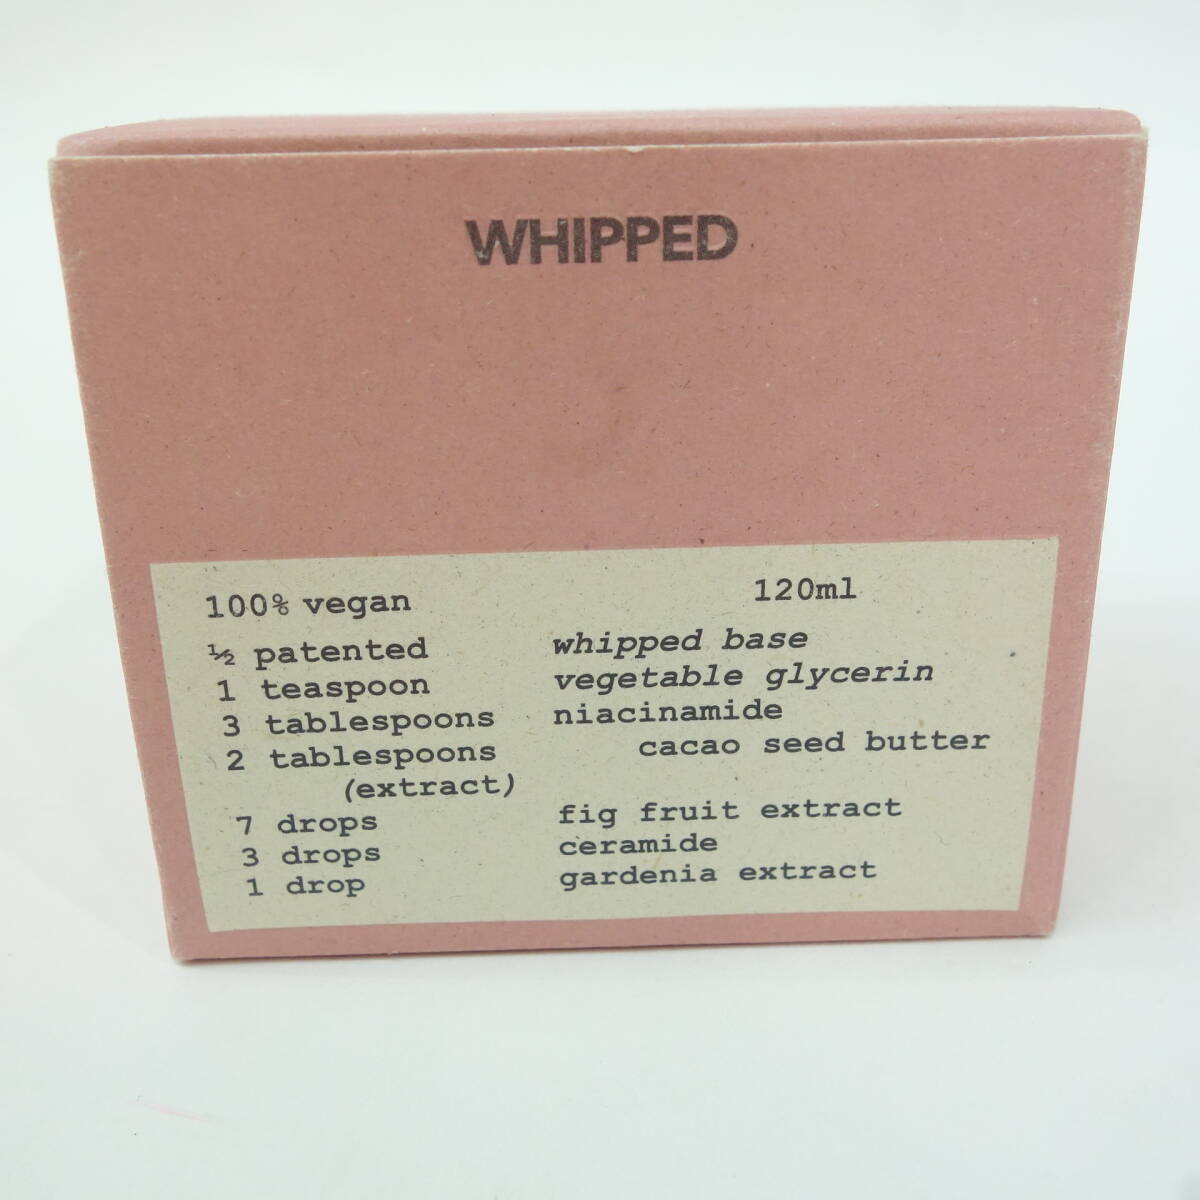 WHIPPED
100% vegan 120ml
½ patented whipped base
1 teaspoon vegetable glycerin
3 tablespoons niacinamide
2 tablespoons cacao seed butter
(extract)
7 drops fig fruit extract
3 drops ceramide
1 drop gardenia extract